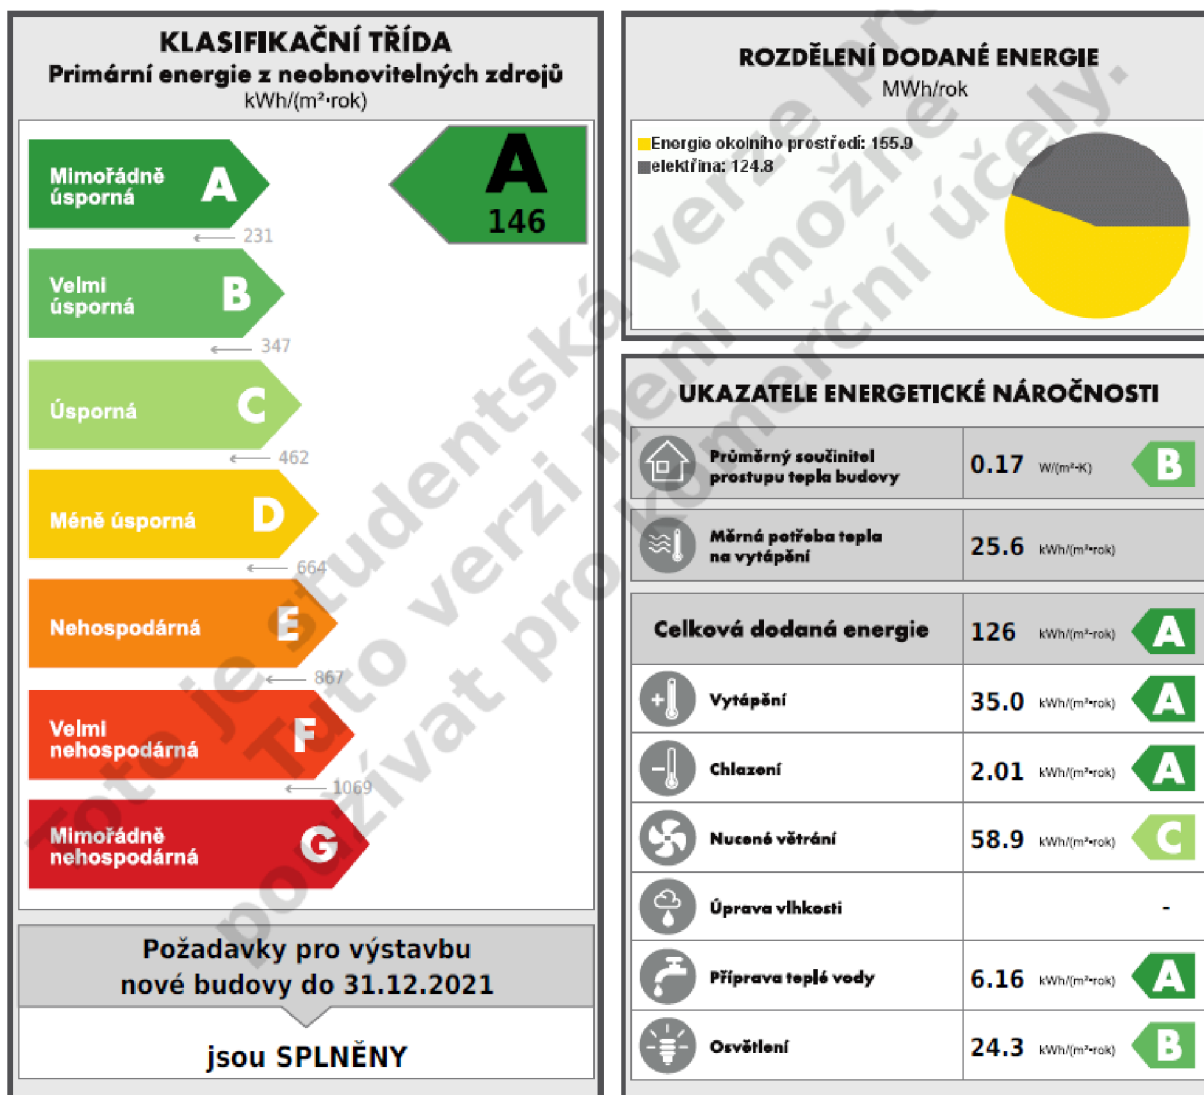 KLASIFIKAČNÍ TŘÍDA
Primární energie z neobnovitelných zdrojů
kWh/(m²·rok)
Mimořádně
úsporná
A
A
146
231
Velmi
úsporná
B
347
Úsporná
C
462
Méně úsporná
D
664
Nehospodárná
E
867
Velmi
nehospodárná
F
1069
Mimořádně
nehospodárná
G
Požadavky pro výstavbu
nové budovy do 31.12.2021
jsou SPLNĚNY
ROZDĚLENÍ DODANÉ ENERGIE
MWh/rok
Energie okolního prostředí: 155.9
elektřina: 124.8
UKAZATELE ENERGETICKÉ NÁROČNOSTI
Průměrný součinitel
prostupu tepla budovy
0.17 W/(m²·K) B
Měrná potřeba tepla
na vytápění
25.6 kWh/(m²·rok)
Celková dodaná energie 126 kWh/(m²·rok) A
Vytápění 35.0 kWh/(m²·rok) A
Chlazení 2.01 kWh/(m²·rok) A
Nucené větrání 58.9 kWh/(m²·rok) C
Úprava vlhkosti -
Příprava teplé vody 6.16 kWh/(m²·rok) A
Osvětlení 24.3 kWh/(m²·rok) B
Toto je studentská verze
Tuto verzi není možné
používat pro komerční účely.